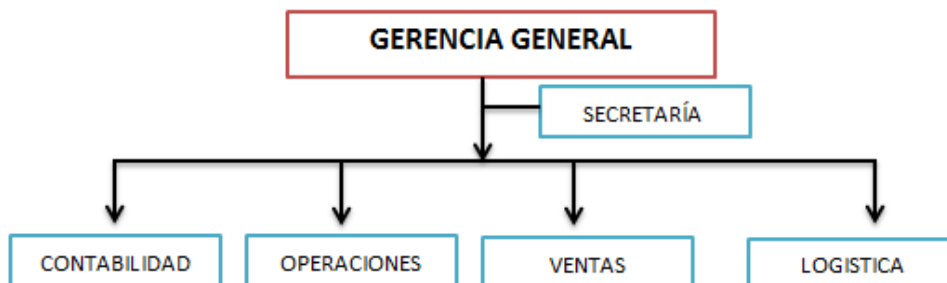 GERENCIA GENERAL
SECRETARÍA
CONTABILIDAD
OPERACIONES
VENTAS
LOGISTICA